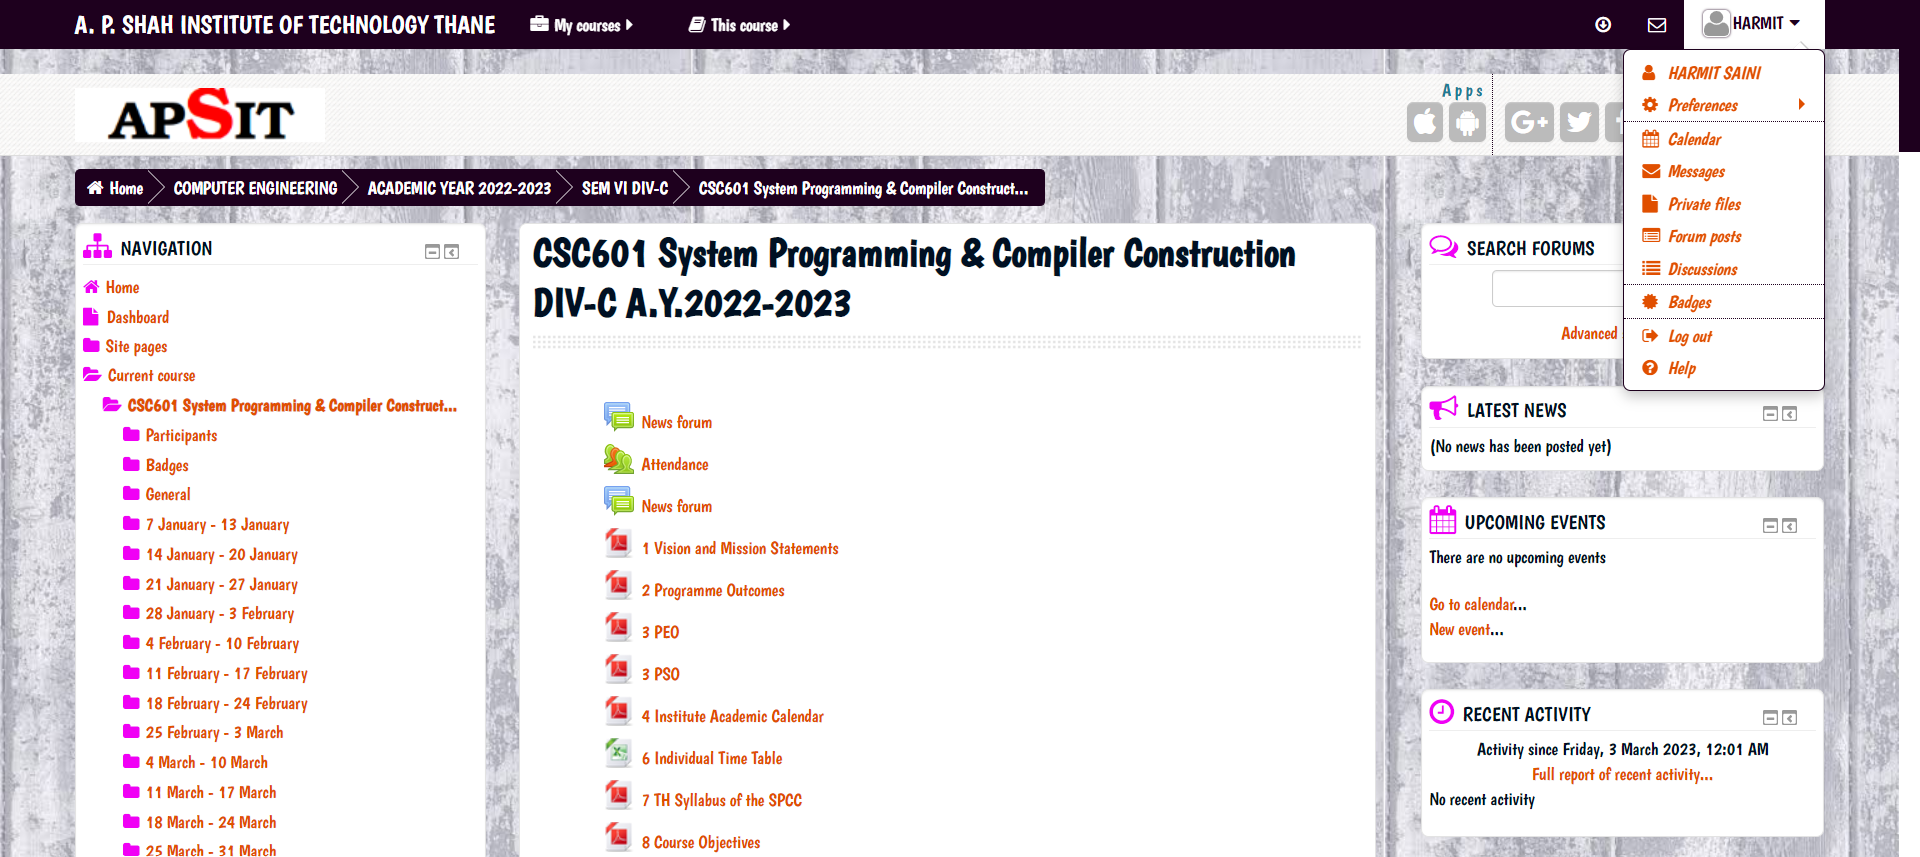 A. P. SHAH INSTITUTE OF TECHNOLOGY THANE
My courses
This course
HARMIT
HARMIT SAINI
Preferences
Calendar
Messages
Private files
Forum posts
Discussions
Badges
Log out
Help
APSIT
Apps
Home
COMPUTER ENGINEERING
ACADEMIC YEAR 2022-2023
SEM VI DIV-C
CSC601 System Programming & Compiler Construct...
NAVIGATION
Home
Dashboard
Site pages
Current course
CSC601 System Programming & Compiler Construct...
Participants
Badges
General
7 January - 13 January
14 January - 20 January
21 January - 27 January
28 January - 3 February
4 February - 10 February
11 February - 17 February
18 February - 24 February
25 February - 3 March
4 March - 10 March
11 March - 17 March
18 March - 24 March
25 March - 31 March
CSC601 System Programming & Compiler Construction
DIV-C A.Y.2022-2023
News forum
Attendance
News forum
1 Vision and Mission Statements
2 Programme Outcomes
3 PEO
3 PSO
4 Institute Academic Calendar
6 Individual Time Table
7 TH Syllabus of the SPCC
8 Course Objectives
SEARCH FORUMS
Advanced
LATEST NEWS
(No news has been posted yet)
UPCOMING EVENTS
There are no upcoming events
Go to calendar...
New event...
RECENT ACTIVITY
Activity since Friday, 3 March 2023, 12:01 AM
Full report of recent activity...
No recent activity